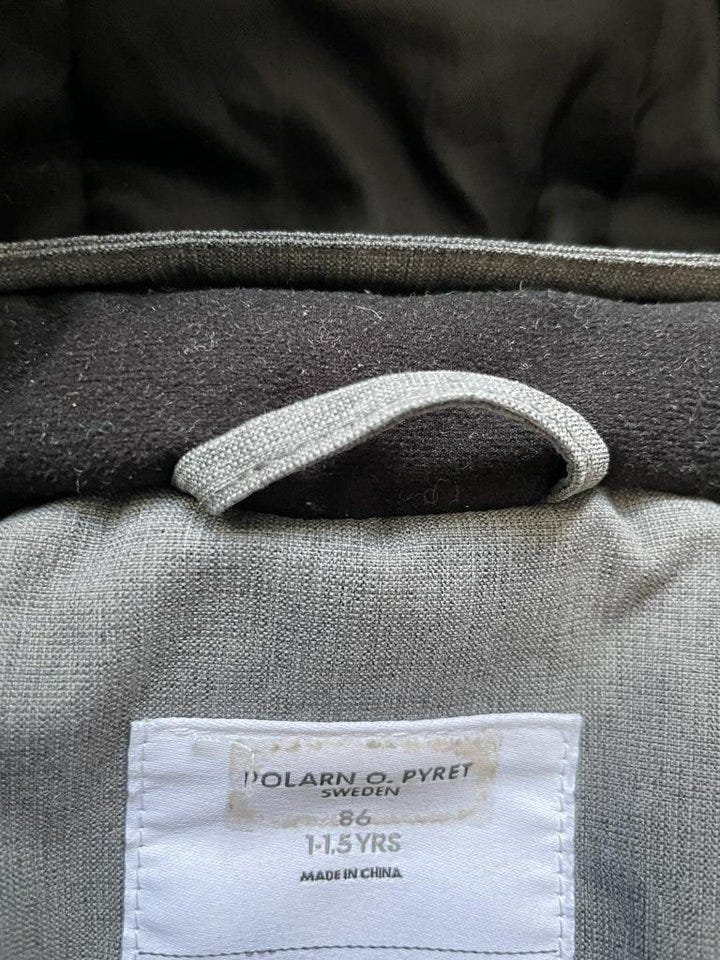 POLARN O. PYRET
SWEDEN
86
1-1,5 YRS
MADE IN CHINA